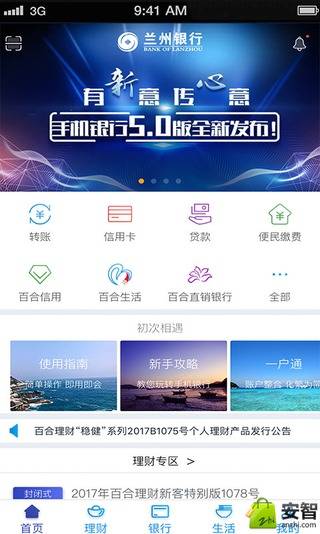 3G
9:41 AM
兰州银行
BANK OF LANZHOU
有新意传心意
手机银行5.0版全新发布!
转账
信用卡
贷款
便民缴费
百合信用
百合生活
百合直销银行
全部
初次相遇
使用指南
简单操作 即用即会
新手攻略
教您玩转手机银行
一户通
账户整合 化繁为简
百合理财“稳健”系列2017B1075号个人理财产品发行公告
理财专区 >
封闭式
2017年百合理财新客特别版1078号
首页
理财
银行
生活
我的
安智
anzhi.com